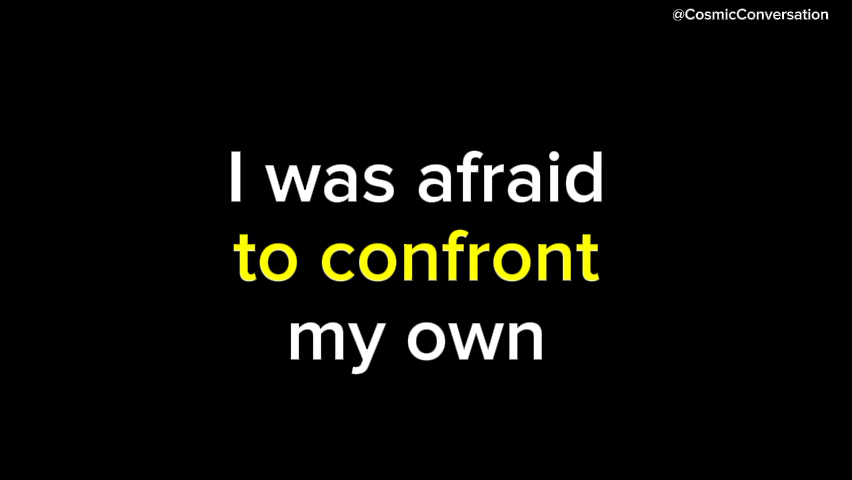 @CosmicConversation
I was afraid
to confront
my own